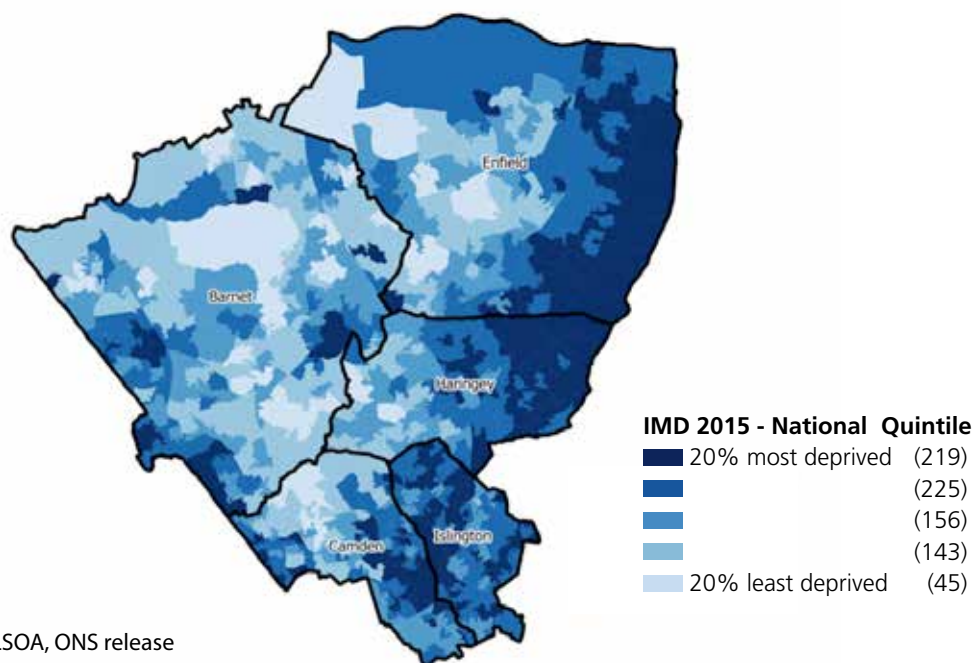 Enfield
Barnet
Haringey
IMD 2015 - National Quintile
20% most deprived (219)
(225)
Islington
(156)
Camden
(143)
20% least deprived (45)
SOA, ONS release